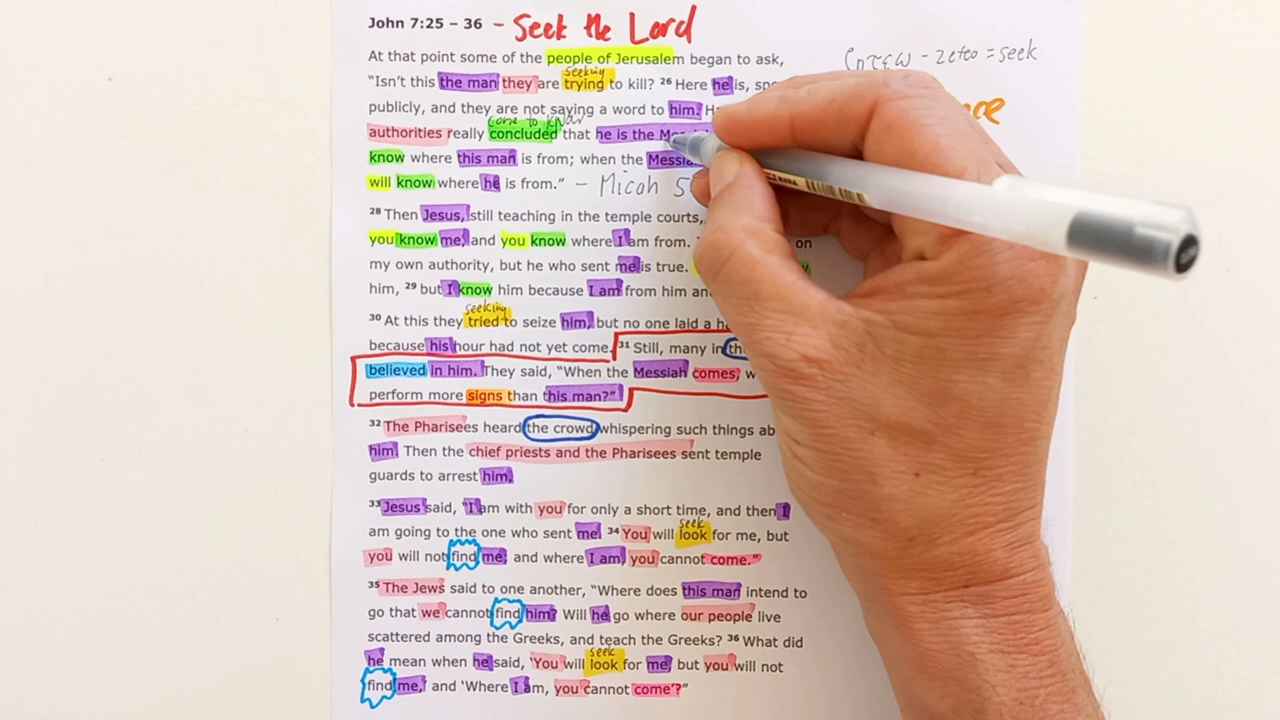 John 7:25 – 36 - Seek the Lord
At that point some of the people of Jerusalem began to ask,
seeking
"Isn't this the man they are trying to kill? 26 Here he is,
zeteo = seek
publicly, and they are not saying a word to him.
come to know
authorities really concluded that he is the
know where this man is from; when the Messiah
will know where he is from." - Micah 5
28 Then Jesus, still teaching in the temple courts,
you know me, and you know where I am from. on
my own authority, but he who sent me is true.
him, 29 but I know him because I am from him
seeking
30 At this they tried to seize him, but no one laid a
because his hour had not yet come. 31 Still, many in
believed in him. They said, "When the Messiah comes,
perform more signs than this man?"
32 The Pharisees heard the crowd whispering such things
him. Then the chief priests and the Pharisees sent temple
guards to arrest him.
33 Jesus said, "I am with you for only a short time, and then I
seek
am going to the one who sent me. 34 You will look for me, but
you will not find me; and where I am, you cannot come."
35 The Jews said to one another, "Where does this man intend to
go that we cannot find him? Will he go where our people live
scattered among the Greeks, and teach the Greeks? 36 What did
seek
he mean when he said, 'You will look for me, but you will not
find me,' and 'Where I am, you cannot come'?"